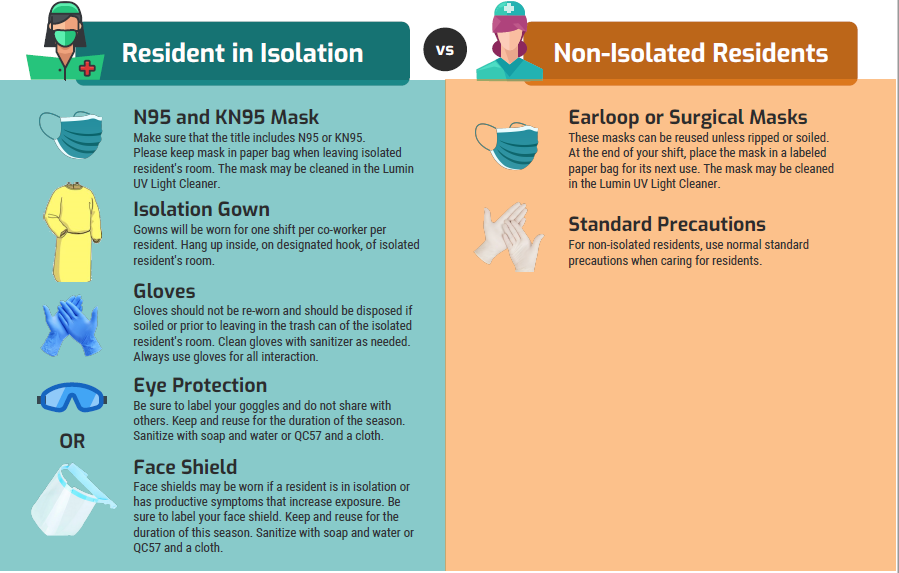 Resident in Isolation
vs
Non-Isolated Residents
N95 and KN95 Mask
Make sure that the title includes N95 or KN95.
Please keep mask in paper bag when leaving isolated
resident's room. The mask may be cleaned in the Lumin
UV Light Cleaner.
Isolation Gown
Gowns will be worn for one shift per co-worker per
resident. Hang up inside, on designated hook, of isolated
resident's room.
Gloves
Gloves should not be re-worn and should be disposed if
soiled or prior to leaving in the trash can of the isolated
resident's room. Clean gloves with sanitizer as needed.
Always use gloves for all interaction.
Eye Protection
Be sure to label your goggles and do not share with
others. Keep and reuse for the duration of the season.
Sanitize with soap and water or QC57 and a cloth.
OR
Face Shield
Face shields may be worn if a resident is in isolation or
has productive symptoms that increase exposure. Be
sure to label your face shield. Keep and reuse for the
duration of this season. Sanitize with soap and water or
QC57 and a cloth.
Earloop or Surgical Masks
These masks can be reused unless ripped or soiled.
At the end of your shift, place the mask in a labeled
paper bag for its next use. The mask may be cleaned
in the Lumin UV Light Cleaner.
Standard Precautions
For non-isolated residents, use normal standard
precautions when caring for residents.